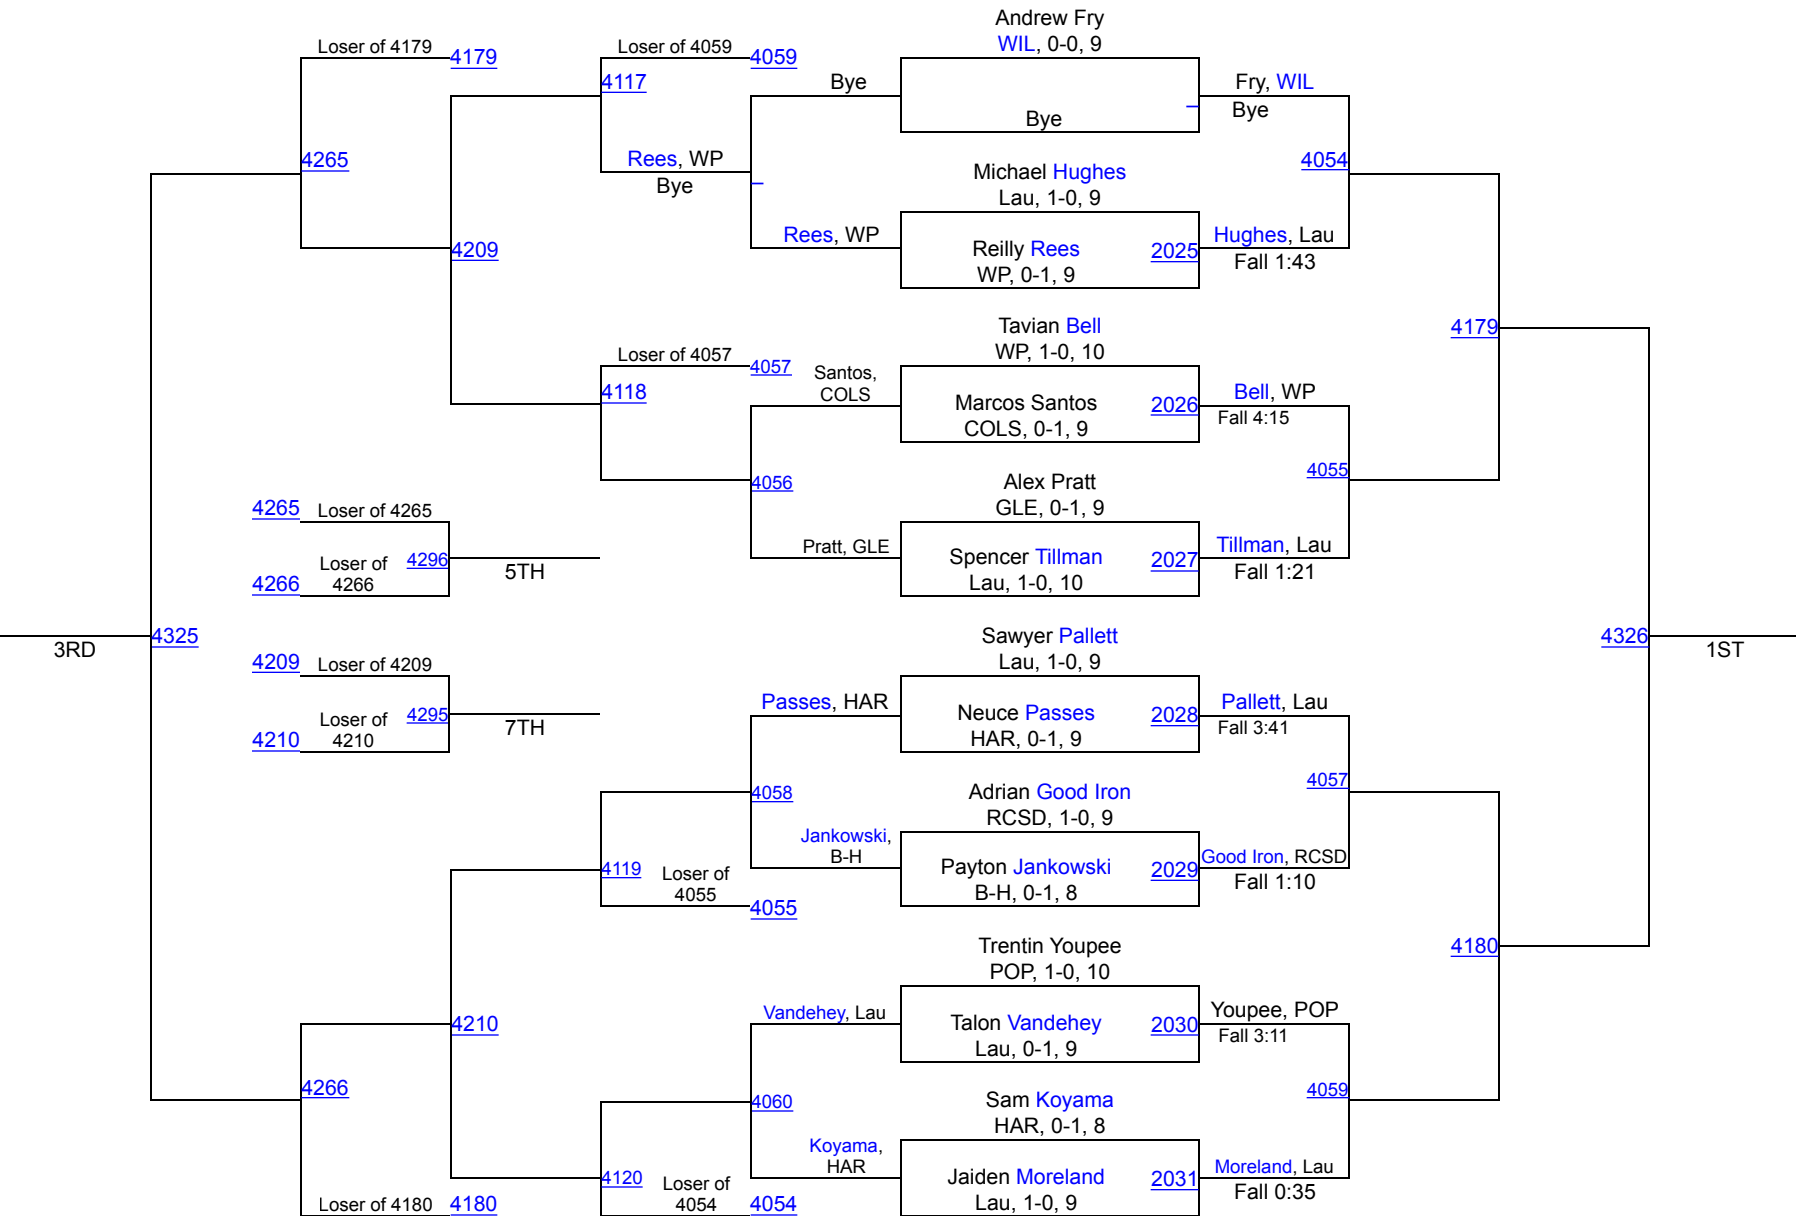 Andrew Fry
WIL, 0-0, 9
Loser of 4179
4179
Loser of 4059
4059
4117
Bye
Fry, WIL
Bye
Bye
4265
Rees, WP
Bye
Michael Hughes
Lau, 1-0, 9
4054
4209
Rees, WP
Reilly Rees
WP, 0-1, 9
2025
Hughes, Lau
Fall 1:43
Tavian Bell
WP, 1-0, 10
4179
Loser of 4057
4057
4118
Santos,
COLS
Marcos Santos
COLS, 0-1, 9
2026
Bell, WP
Fall 4:15
4056
Alex Pratt
GLE, 0-1, 9
4055
4265
Loser of 4265
Pratt, GLE
Spencer Tillman
Lau, 1-0, 10
2027
Tillman, Lau
Fall 1:21
4266
Loser of
4266
4296
5TH
3RD
4325
Sawyer Pallett
Lau, 1-0, 9
4326
1ST
4209
Loser of 4209
4210
Loser of
4210
4295
7TH
Passes, HAR
Neuce Passes
HAR, 0-1, 9
2028
Pallett, Lau
Fall 3:41
4058
Adrian Good Iron
RCSD, 1-0, 9
4057
4119
Loser of
4055
4055
Jankowski,
B-H
Payton Jankowski
B-H, 0-1, 8
2029
Good Iron, RCSD
Fall 1:10
Trentin Youpee
POP, 1-0, 10
4180
4210
Vandehey, Lau
Talon Vandehey
Lau, 0-1, 9
2030
Youpee, POP
Fall 3:11
4266
4060
Sam Koyama
HAR, 0-1, 8
4059
Loser of 4180
4180
4120
Loser of
4054
4054
Koyama,
HAR
Jaiden Moreland
Lau, 1-0, 9
2031
Moreland, Lau
Fall 0:35